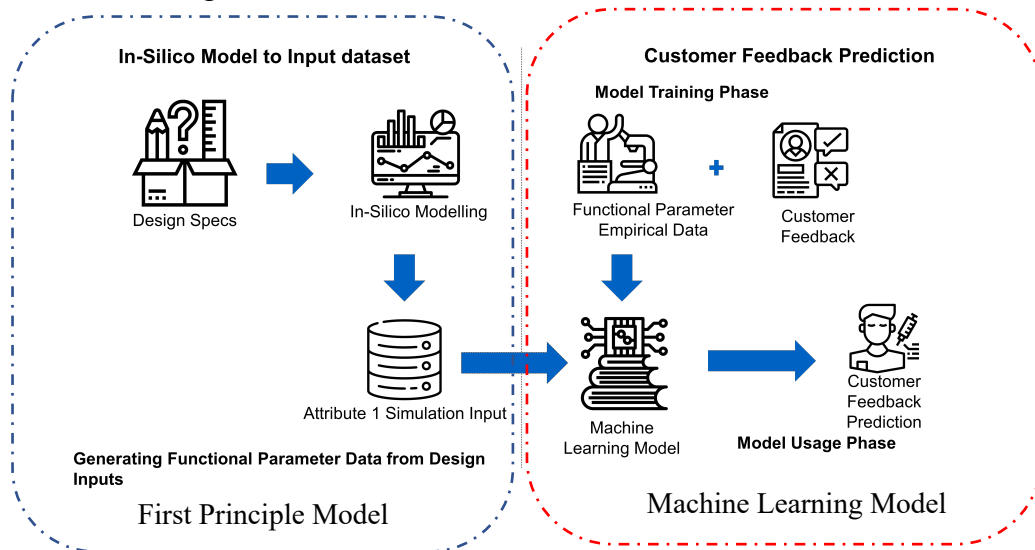 In-Silico Model to Input dataset
Design Specs
In-Silico Modelling
Attribute 1 Simulation Input
Generating Functional Parameter Data from Design
Inputs
First Principle Model
Customer Feedback Prediction
Model Training Phase
Functional Parameter
Empirical Data
+
Customer
Feedback
Machine
Learning Model
Customer
Feedback
Prediction
Model Usage Phase
Machine Learning Model